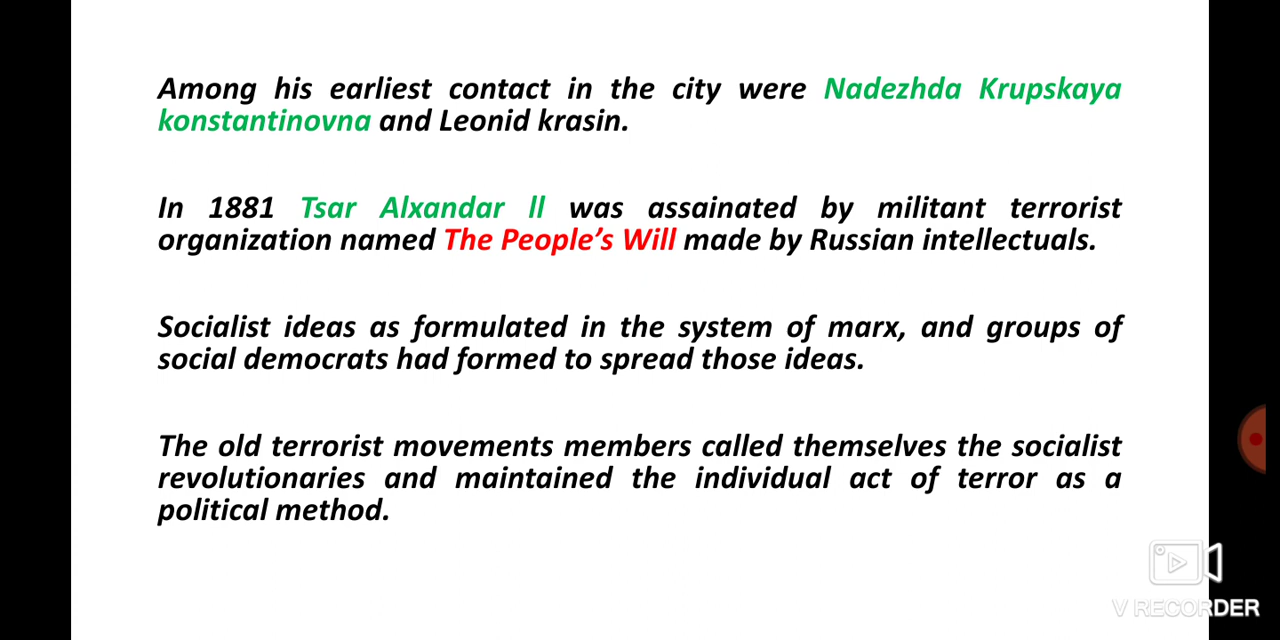 Among his earliest contact in the city were Nadezhda Krupskaya
konstantinovna and Leonid krasin.
In 1881 Tsar Alxandar ll was assainated by militant terrorist
organization named The People's Will made by Russian intellectuals.
Socialist ideas as formulated in the system of marx, and groups of
social democrats had formed to spread those ideas.
The old terrorist movements members called themselves the socialist
revolutionaries and maintained the individual act of terror as a
political method.
V RECORDER